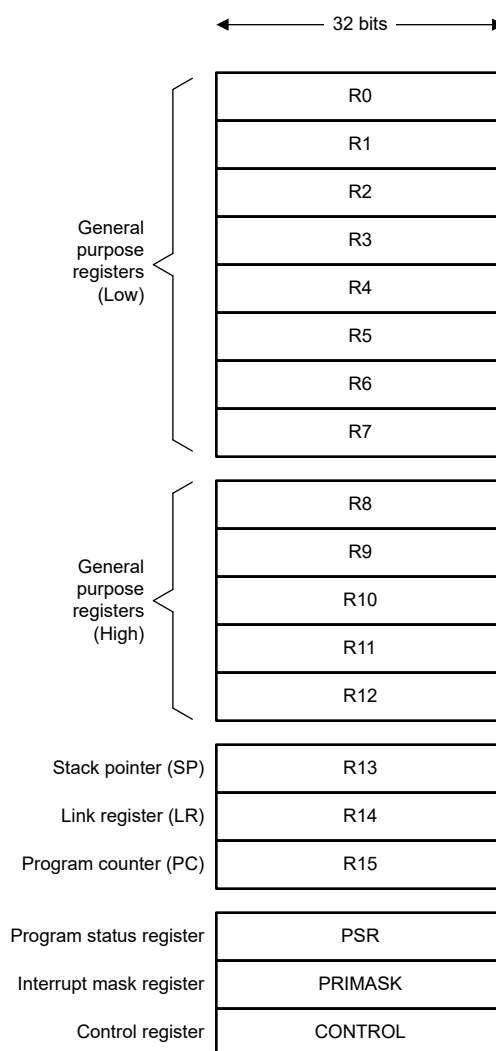 32 bits
R0
R1
R2
R3
R4
R5
R6
R7
General
purpose
registers
(Low)
R8
R9
R10
R11
R12
General
purpose
registers
(High)
Stack pointer (SP) R13
Link register (LR) R14
Program counter (PC) R15
Program status register PSR
Interrupt mask register PRIMASK
Control register CONTROL